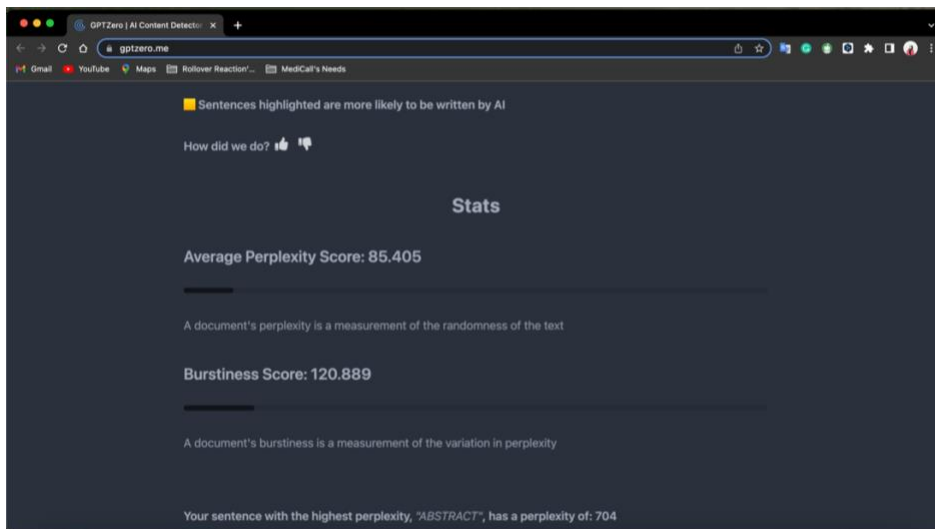 GPTZero | AI Content Detector
gptzero.me
Gmail YouTube Maps Rollover Reaction'... MediCall's Needs
Sentences highlighted are more likely to be written by AI
How did we do?
Stats
Average Perplexity Score: 85.405
A document's perplexity is a measurement of the randomness of the text
Burstiness Score: 120.889
A document's burstiness is a measurement of the variation in perplexity
Your sentence with the highest perplexity, "ABSTRACT", has a perplexity of: 704